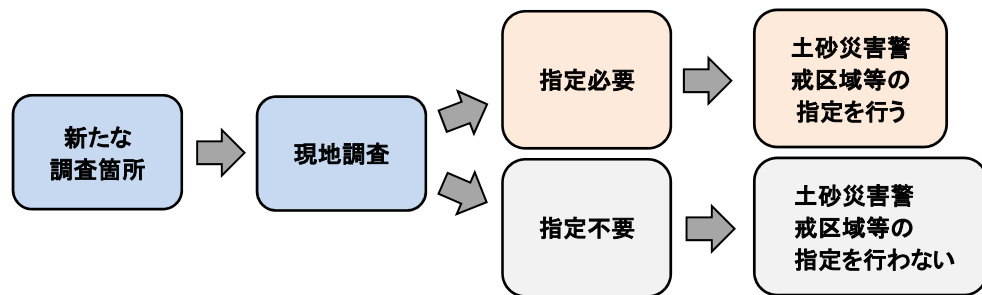 新たな
調査箇所
現地調査
指定必要
土砂災害警
戒区域等の
指定を行う
指定不要
土砂災害警
戒区域等の
指定を行わない